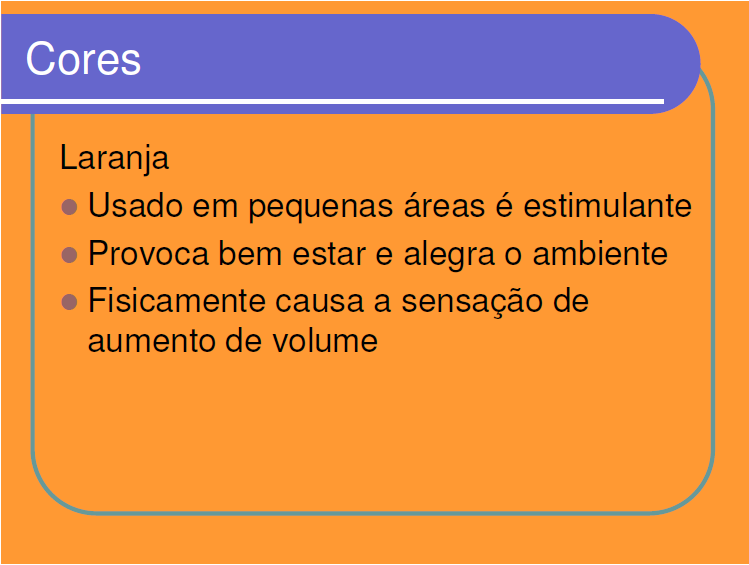 Cores
Laranja
Usado em pequenas áreas é estimulante
Provoca bem estar e alegra o ambiente
Fisicamente causa a sensação de
aumento de volume